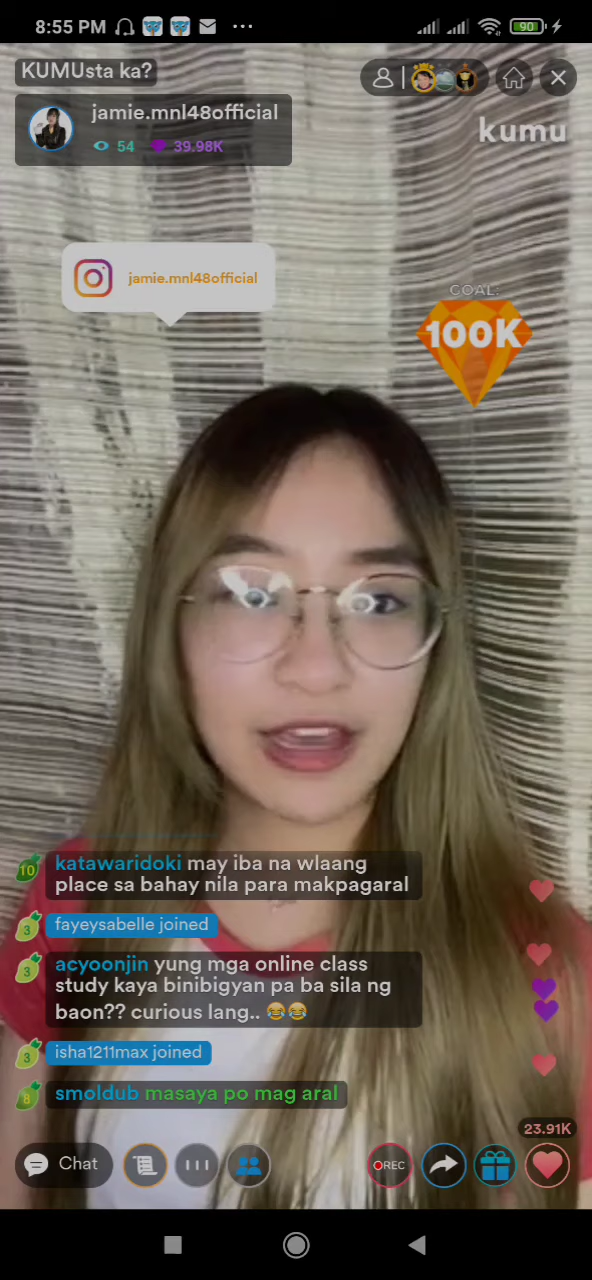 8:55 PM
90
KUMUsta ka?
jamie.mnl48official
54
39.98K
kumu
jamie.mnl48official
GOAL:
100K
10
katawaridoki may iba na wlaang
place sa bahay nila para makpagaral
3
fayeysabelle joined
3
acyoonjin yung mga online class
study kaya binibigyan pa ba sila ng
baon?? curious lang.. 😂😂
3
isha1211max joined
8
smoldub masaya po mag aral
23.91K
Chat
REC